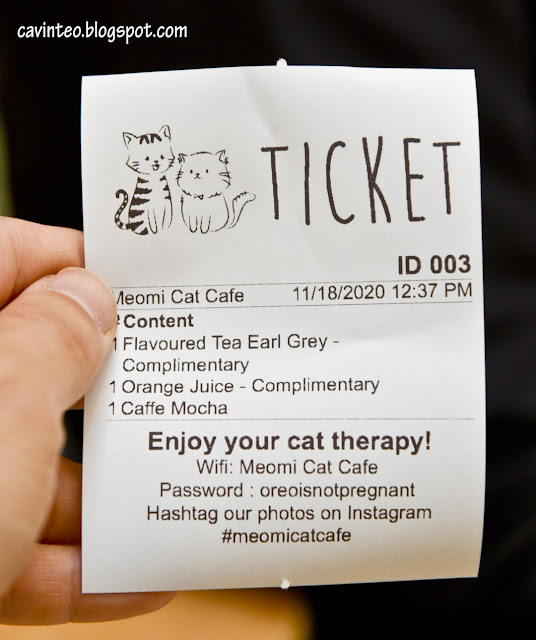 cavinteo.blogspot.com
TICKET
ID 003
Meomi Cat Cafe 11/18/2020 12:37 PM
# Content
1 Flavoured Tea Earl Grey -
Complimentary
1 Orange Juice - Complimentary
1 Caffe Mocha
Enjoy your cat therapy!
Wifi: Meomi Cat Cafe
Password : oreoisnotpregnant
Hashtag our photos on Instagram
#meomicatcafe